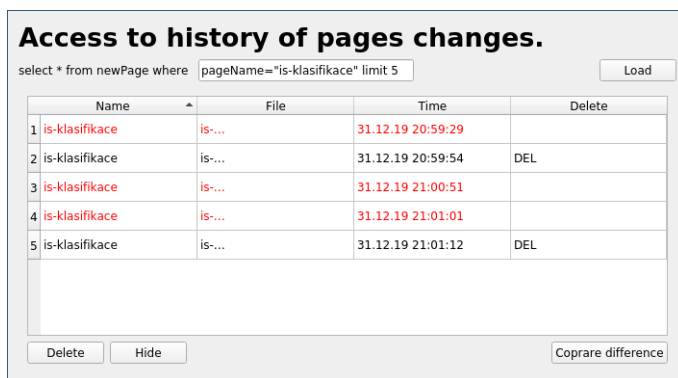 Access to history of pages changes.
select * from newPage where pageName="is-klasifikace" limit 5 Load
Name File Time Delete
1 is-klasifikace is-... 31.12.19 20:59:29
2 is-klasifikace is-... 31.12.19 20:59:54 DEL
3 is-klasifikace is-... 31.12.19 21:00:51
4 is-klasifikace is-... 31.12.19 21:01:01
5 is-klasifikace is-... 31.12.19 21:01:12 DEL
Delete Hide Coprare difference